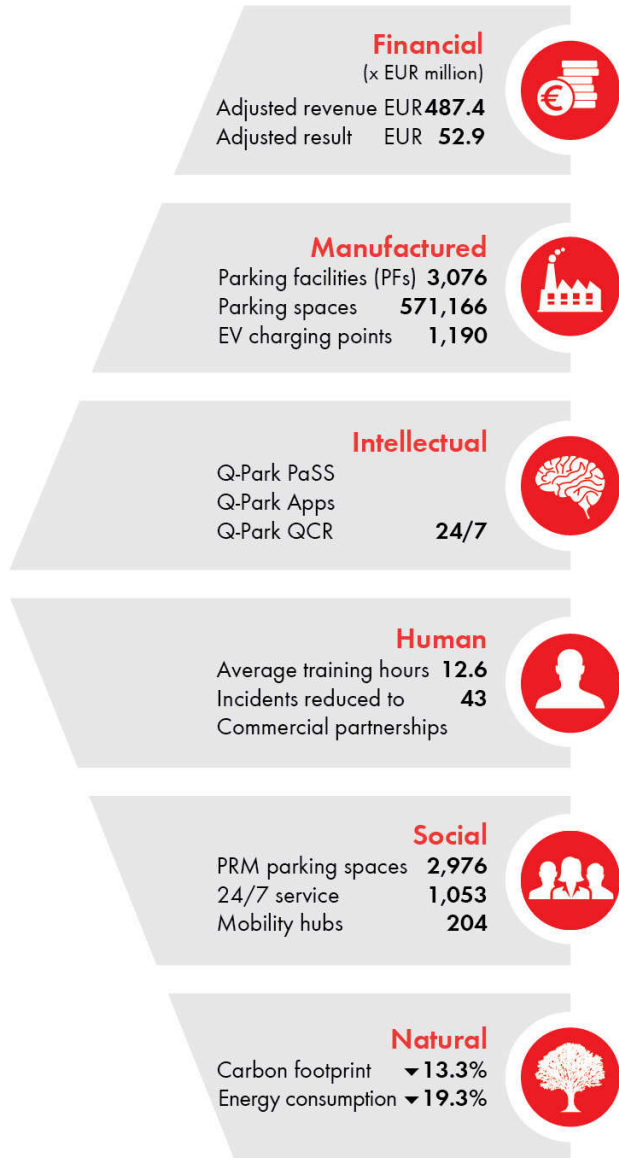 Financial
(x EUR million)
Adjusted revenue EUR 487.4
Adjusted result EUR 52.9
Manufactured
Parking facilities (PFs) 3,076
Parking spaces 571,166
EV charging points 1,190
Intellectual
Q-Park PaSS
Q-Park Apps
Q-Park QCR 24/7
Human
Average training hours 12.6
Incidents reduced to 43
Commercial partnerships
Social
PRM parking spaces 2,976
24/7 service 1,053
Mobility hubs 204
Natural
Carbon footprint ▼13.3%
Energy consumption ▼19.3%